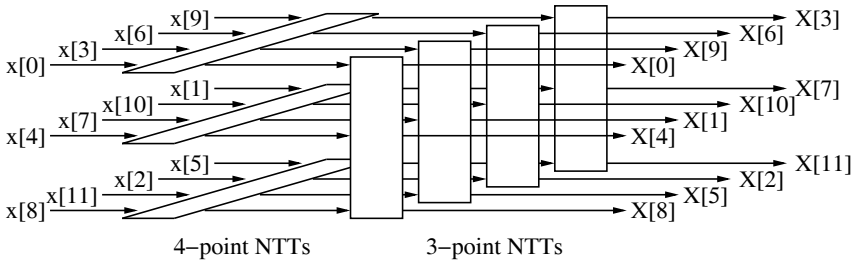 x[9] X[3]
x[6] X[6]
x[3] X[9]
x[0] X[0]
x[1] X[7]
x[10] X[10]
x[7] X[1]
x[4] X[4]
x[5] X[11]
x[2] X[2]
x[11] X[5]
x[8] X[8]
4−point NTTs 3−point NTTs